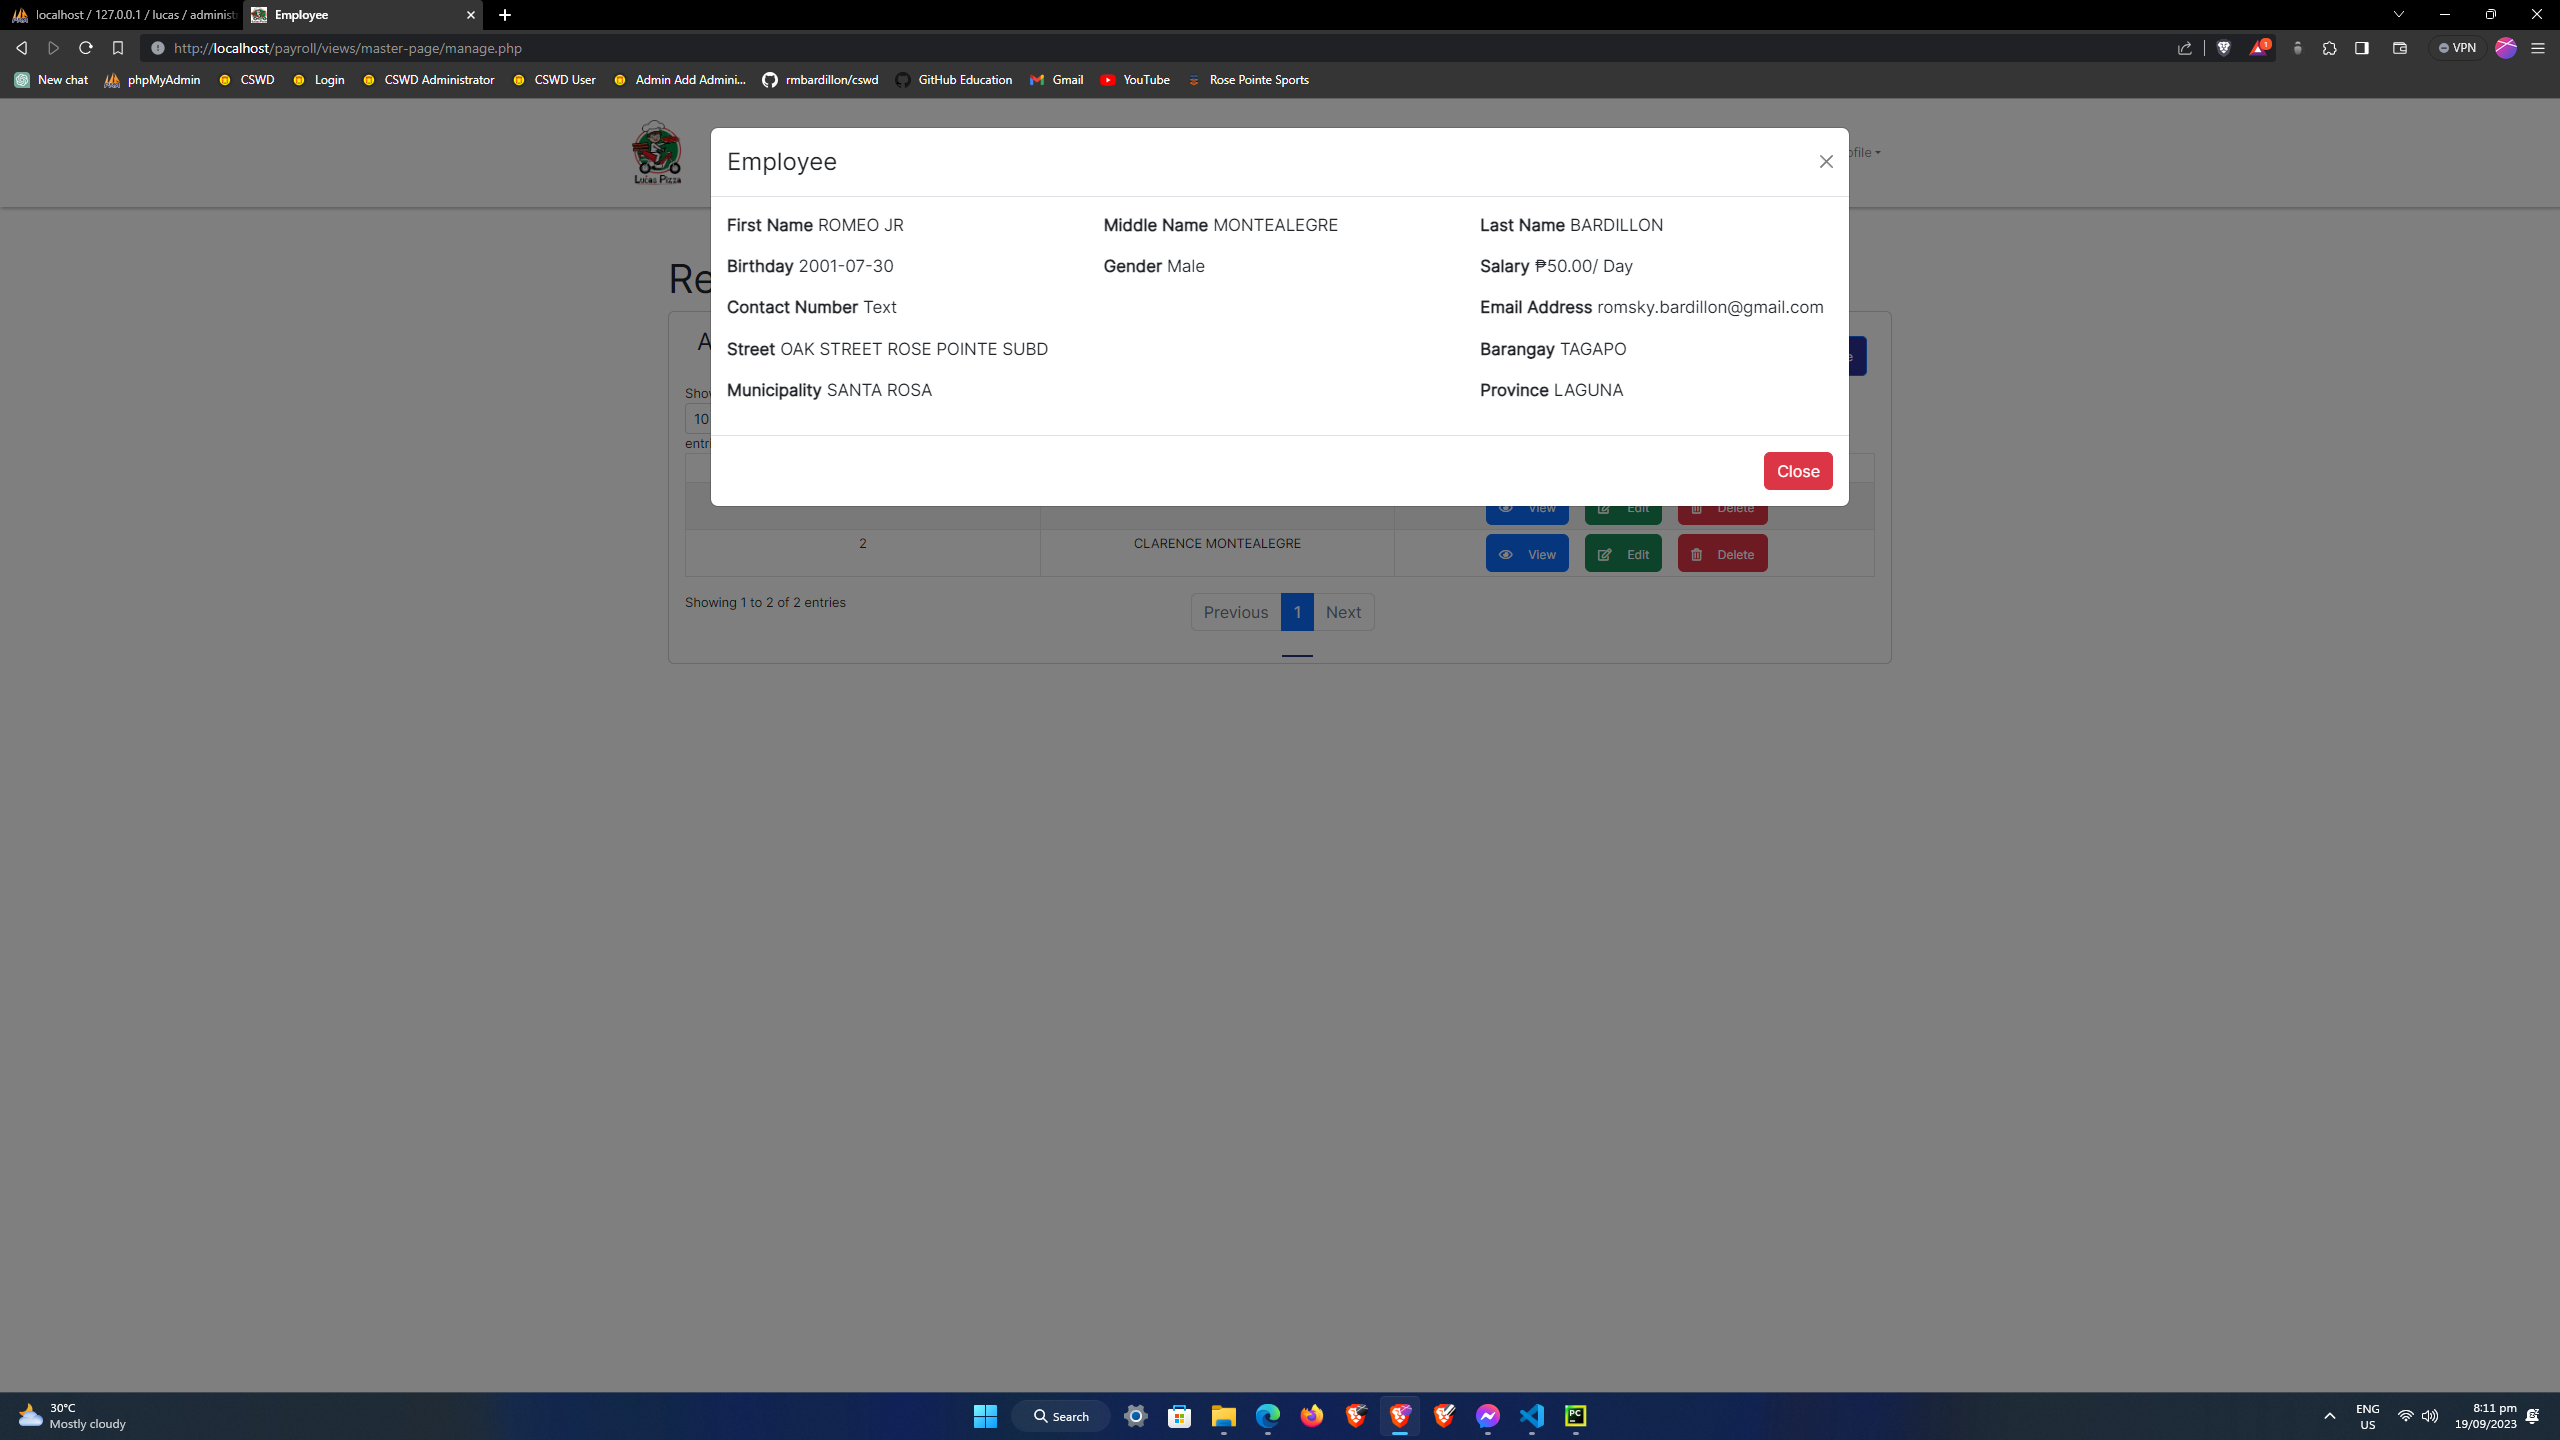 localhost / 127.0.0.1 / lucas / administ
Employee
http://localhost/payroll/views/master-page/manage.php
1
VPN
New chat
phpMyAdmin
CSWD
Login
CSWD Administrator
CSWD User
Admin Add Admini...
rmbardillon/cswd
GitHub Education
Gmail
YouTube
Rose Pointe Sports
Lucas Pizza
ofile
Employee
First Name ROMEO JR
Middle Name MONTEALEGRE
Last Name BARDILLON
Birthday 2001-07-30
Gender Male
Salary ₱50.00/ Day
Contact Number Text
Email Address romsky.bardillon@gmail.com
Street OAK STREET ROSE POINTE SUBD
Barangay TAGAPO
Municipality SANTA ROSA
Province LAGUNA
Close
Re
A
e
Show
10
entri
View
Edit
Delete
2
CLARENCE MONTEALEGRE
View
Edit
Delete
Showing 1 to 2 of 2 entries
Previous
1
Next
30°C
Mostly cloudy
Search
PC
ENG
US
8:11 pm
19/09/2023